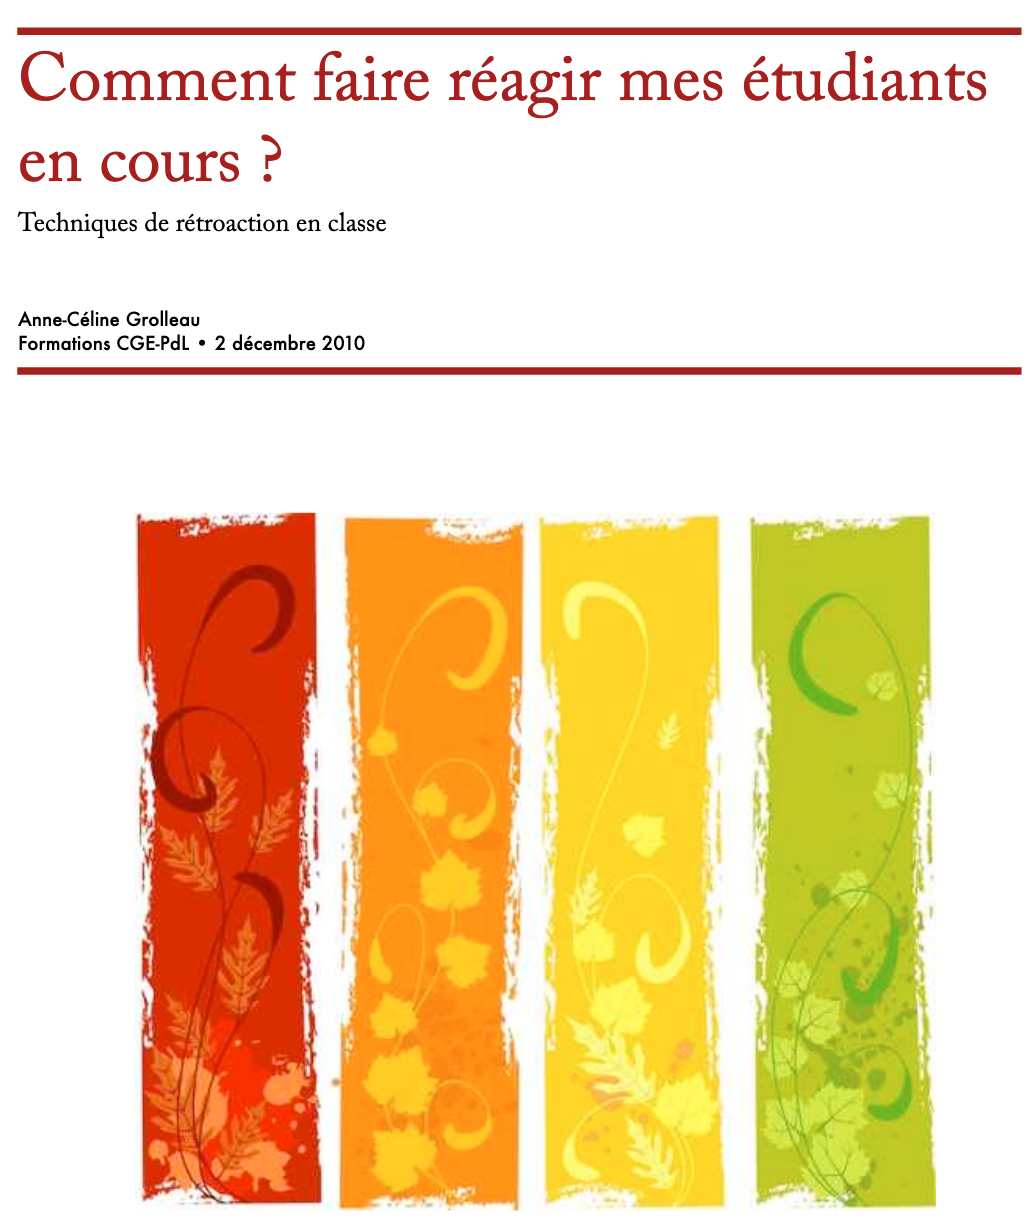 Comment faire réagir mes étudiants
en cours ?
Techniques de rétroaction en classe
Anne-Céline Grolleau
Formations CGE-PdL • 2 décembre 2010